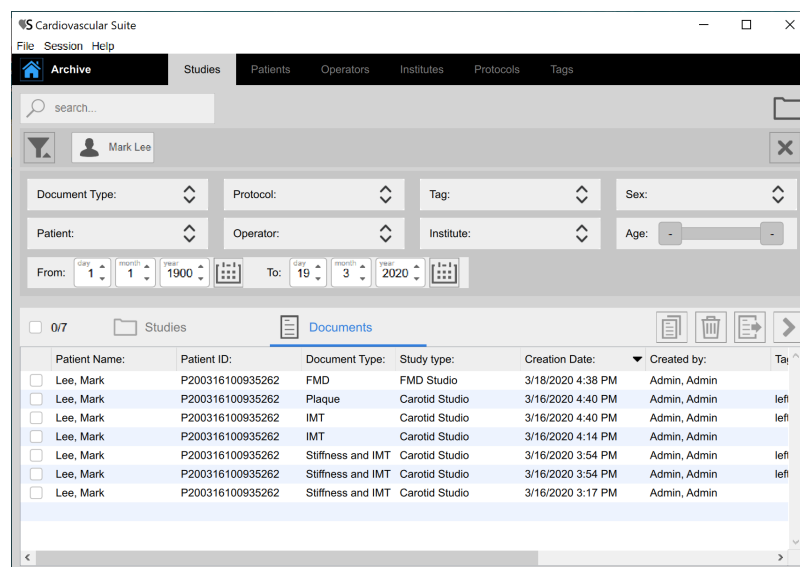 S Cardiovascular Suite
File Session Help
Archive Studies Patients Operators Institutes Protocols Tags
search...
Mark Lee
Document Type: Protocol: Tag: Sex:
Patient: Operator: Institute: Age: - -
From: day 1 month 1 year 1900 To: day 19 month 3 year 2020
0/7 Studies Documents
Patient Name: Patient ID: Document Type: Study type: Creation Date: Created by: Tag
Lee, Mark P200316100935262 FMD FMD Studio 3/18/2020 4:38 PM Admin, Admin
Lee, Mark P200316100935262 Plaque Carotid Studio 3/16/2020 4:40 PM Admin, Admin left
Lee, Mark P200316100935262 IMT Carotid Studio 3/16/2020 4:40 PM Admin, Admin left
Lee, Mark P200316100935262 IMT Carotid Studio 3/16/2020 4:14 PM Admin, Admin
Lee, Mark P200316100935262 Stiffness and IMT Carotid Studio 3/16/2020 3:54 PM Admin, Admin left
Lee, Mark P200316100935262 Stiffness and IMT Carotid Studio 3/16/2020 3:54 PM Admin, Admin left
Lee, Mark P200316100935262 Stiffness and IMT Carotid Studio 3/16/2020 3:17 PM Admin, Admin